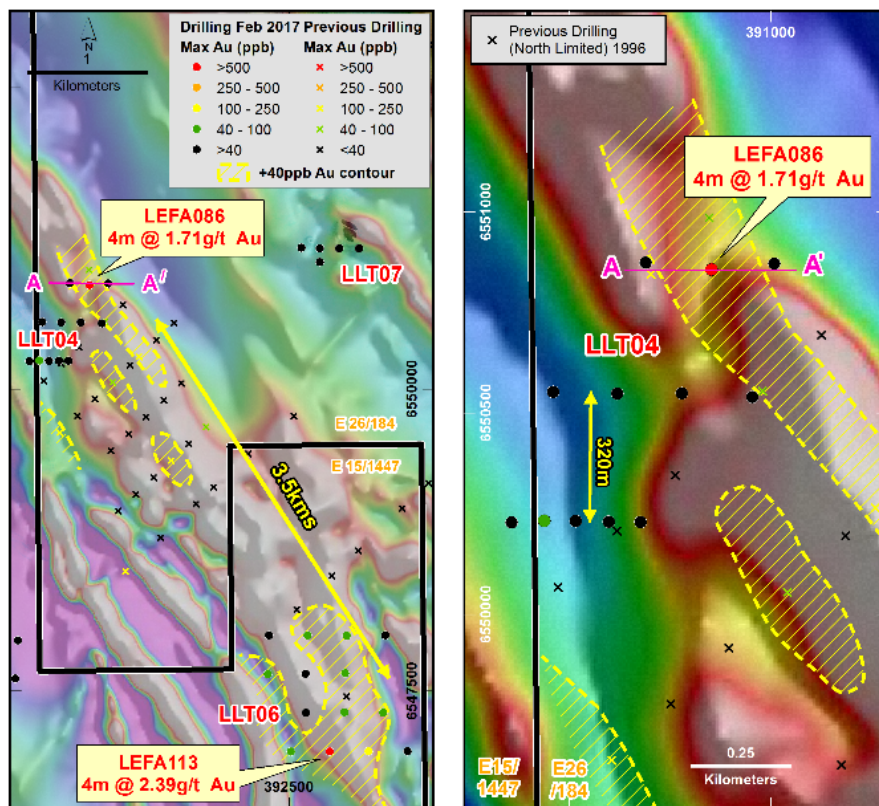 N
1
Kilometers
Drilling Feb 2017 Previous Drilling
Max Au (ppb) Max Au (ppb)
>500 >500
250 - 500 250 - 500
100 - 250 100 - 250
40 - 100 40 - 100
>40 <40
+40ppb Au contour
LEFA086
4m @ 1.71g/t Au
LLT07
A A'
LLT04
6550000
E 26/184
E 15/1447
3.5kms
6547500
LLT06
LEFA113
4m @ 2.39g/t Au
392500
Previous Drilling
(North Limited) 1996
391000
LEFA086
4m @ 1.71g/t Au
6551000
A A'
LLT04
6550500
320m
6550000
0.25
Kilometers
E15/
1447
E26
/184